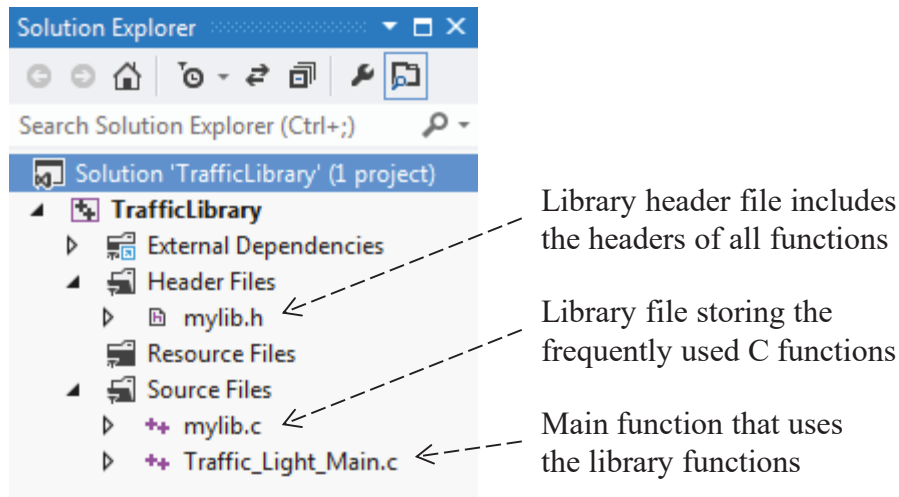 Solution Explorer
Search Solution Explorer (Ctrl+;)
Solution 'TrafficLibrary' (1 project)
TrafficLibrary
External Dependencies
Header Files
mylib.h
Resource Files
Source Files
mylib.c
Traffic_Light_Main.c
Library header file includes
the headers of all functions
Library file storing the
frequently used C functions
Main function that uses
the library functions